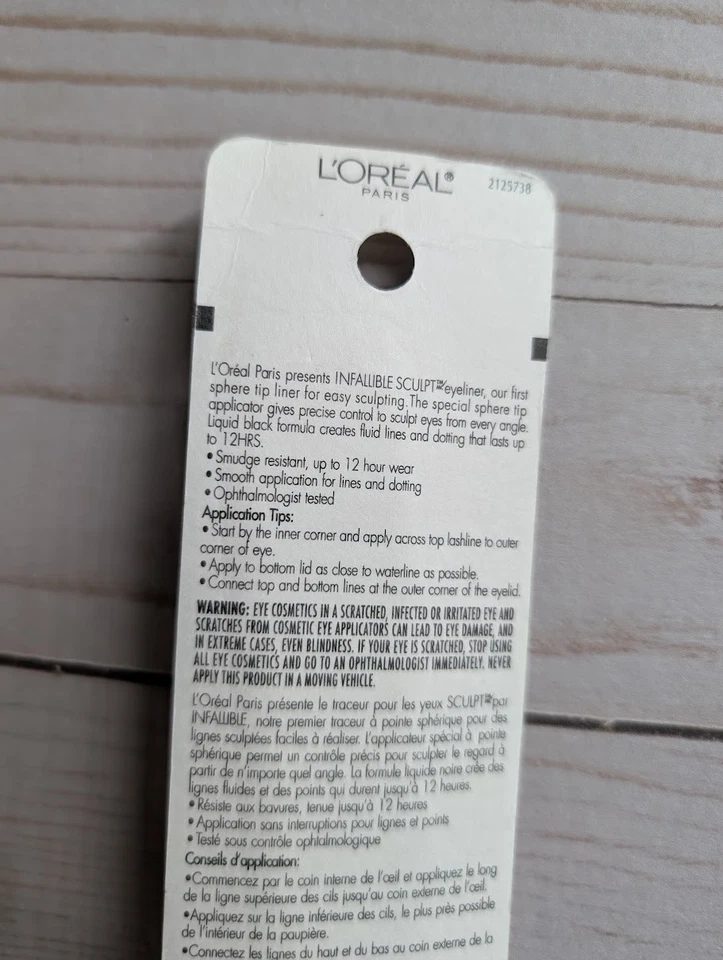 L'ORÉAL®
PARIS
2125738
L'Oréal Paris presents INFALLIBLE SCULPT™ eyeliner, our first
sphere tip liner for easy sculpting. The special sphere tip
applicator gives precise control to sculpt eyes from every angle.
Liquid black formula creates fluid lines and dotting that lasts up
to 12HRS.
• Smudge resistant, up to 12 hour wear
• Smooth application for lines and dotting
• Ophthalmologist tested
Application Tips:
• Start by the inner corner and apply across top lashline to outer
corner of eye.
• Apply to bottom lid as close to waterline as possible.
• Connect top and bottom lines at the outer corner of the eyelid.
WARNING: EYE COSMETICS IN A SCRATCHED, INFECTED OR IRRITATED EYE AND
SCRATCHES FROM COSMETIC EYE APPLICATORS CAN LEAD TO EYE DAMAGE, AND
IN EXTREME CASES, EVEN BLINDNESS. IF YOUR EYE IS SCRATCHED, STOP USING
ALL EYE COSMETICS AND GO TO AN OPHTHALMOLOGIST IMMEDIATELY. NEVER
APPLY THIS PRODUCT IN A MOVING VEHICLE.
L'Oréal Paris présente le traceur pour les yeux SCULPT™ par
INFALLIBLE, notre premier traceur à pointe sphérique pour des
lignes sculptées faciles à réaliser. L'applicateur spécial à pointe
sphérique permet un contrôle précis pour sculpter le regard à
partir de n'importe quel angle. La formule liquide noire crée des
lignes fluides et des points qui durent jusqu'à 12 heures.
• Résiste aux bavures, tenue jusqu'à 12 heures
• Application sans interruptions pour lignes et points
• Testé sous contrôle ophtalmologique
Conseils d'application:
• Commencez par le coin interne de l'œil et appliquez le long
de la ligne supérieure des cils jusqu'au coin externe de l'œil.
• Appliquez sur la ligne inférieure des cils, le plus près possible
de l'intérieur de la paupière.
• Connectez les lignes du haut et du bas au coin externe de la